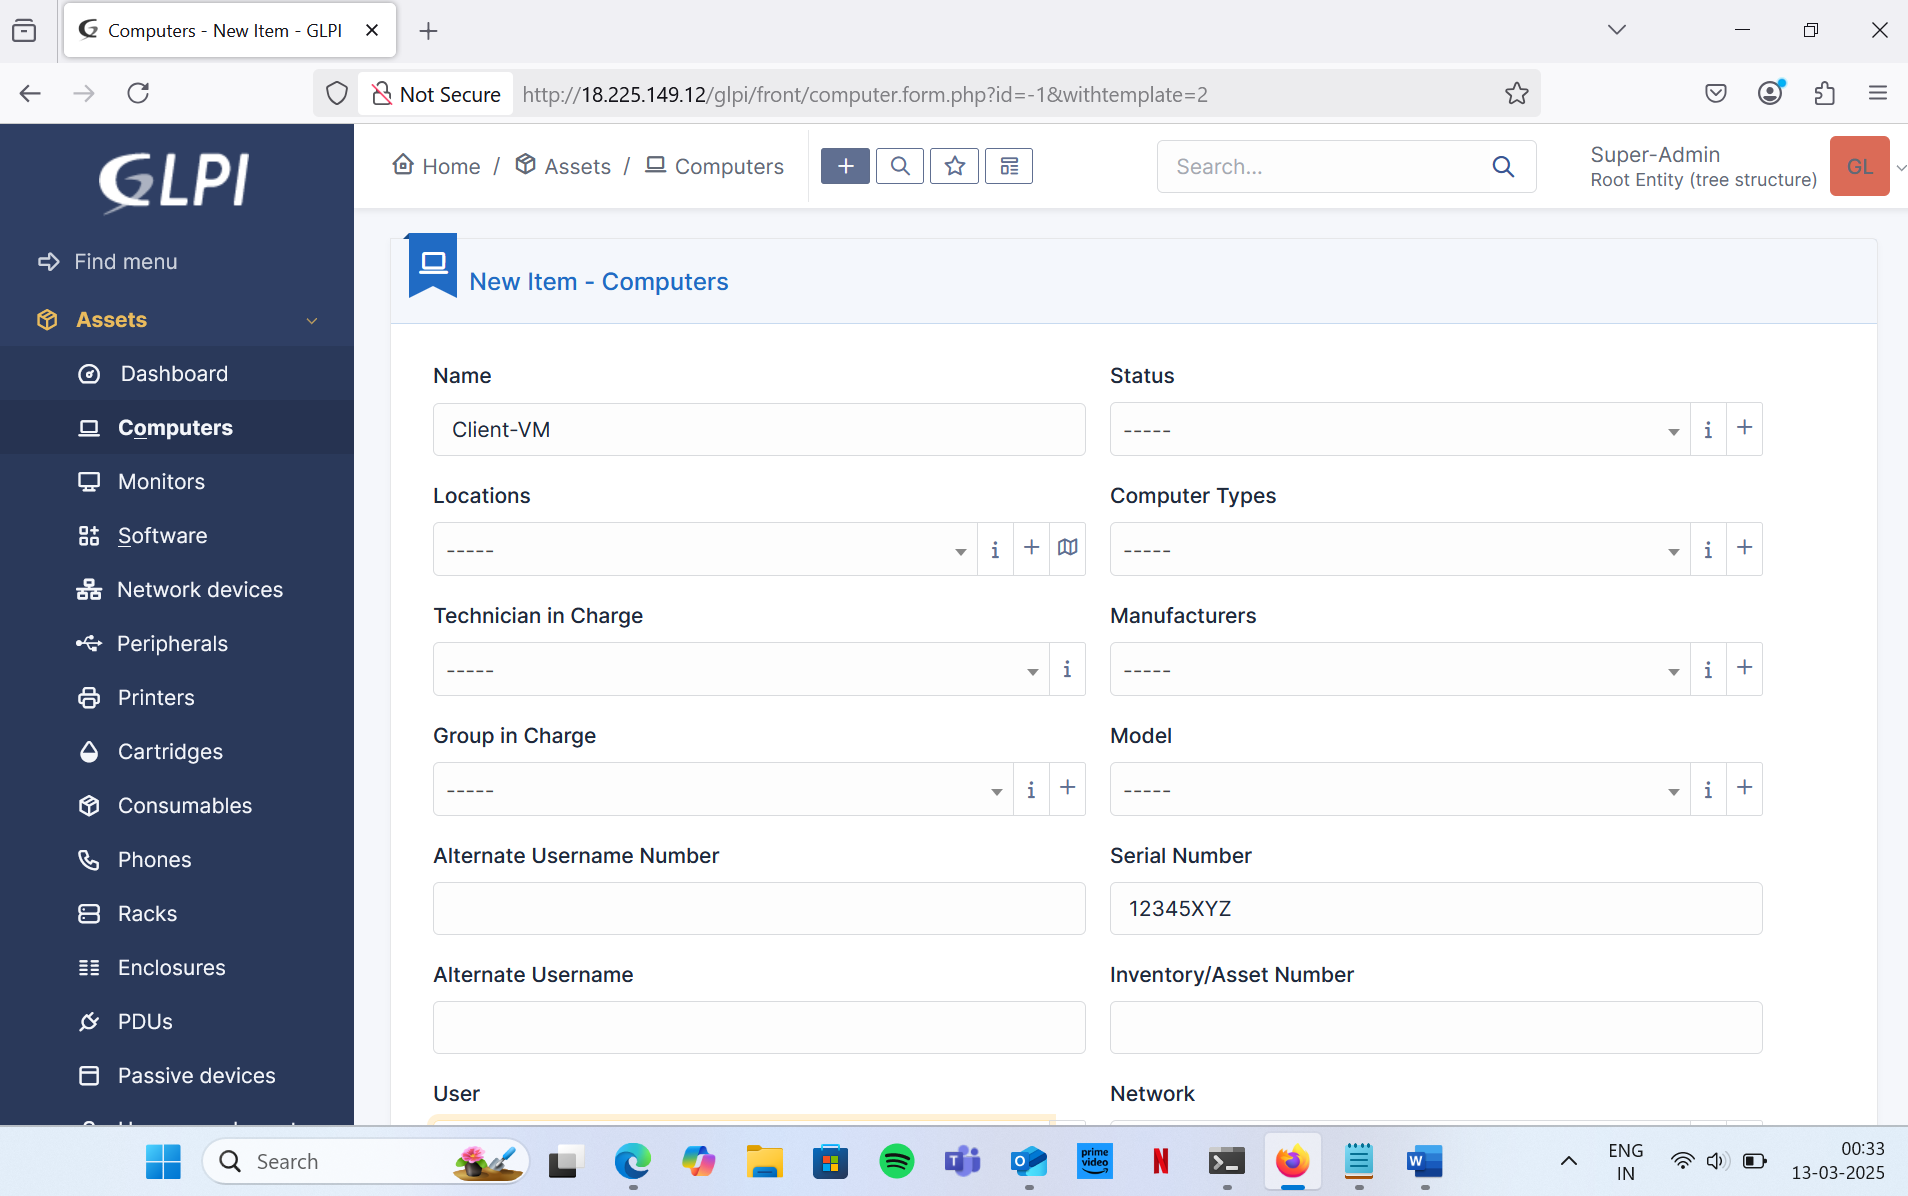 Computers - New Item - GLPI
Not Secure
http://18.225.149.12/glpi/front/computer.form.php?id=-1&withtemplate=2
GLPI
Home / Assets / Computers
Search...
Super-Admin
Root Entity (tree structure)
GL
Find menu
Assets
Dashboard
Computers
Monitors
Software
Network devices
Peripherals
Printers
Cartridges
Consumables
Phones
Racks
Enclosures
PDUs
Passive devices
New Item - Computers
Name
Client-VM
Status
-----
Locations
-----
Computer Types
-----
Technician in Charge
-----
Manufacturers
-----
Group in Charge
-----
Model
-----
Alternate Username Number
Serial Number
12345XYZ
Alternate Username
Inventory/Asset Number
User
Network
Search
prime video
ENG
IN
00:33
13-03-2025